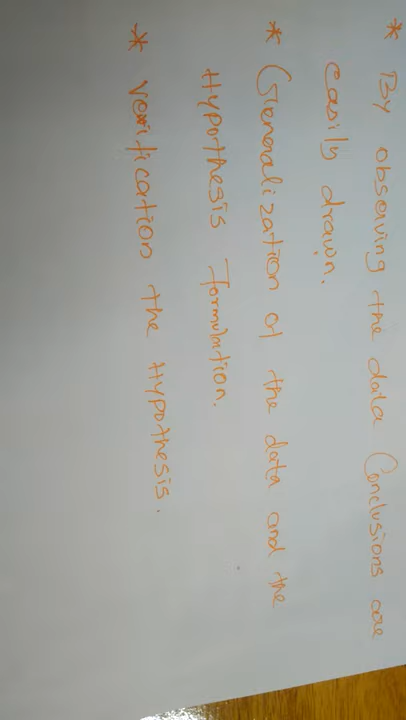 * By observing the data Conclusions are
easily drawn.
* Generalization of the data and the
Hypothesis Formulation.
* Verification the Hypothesis.